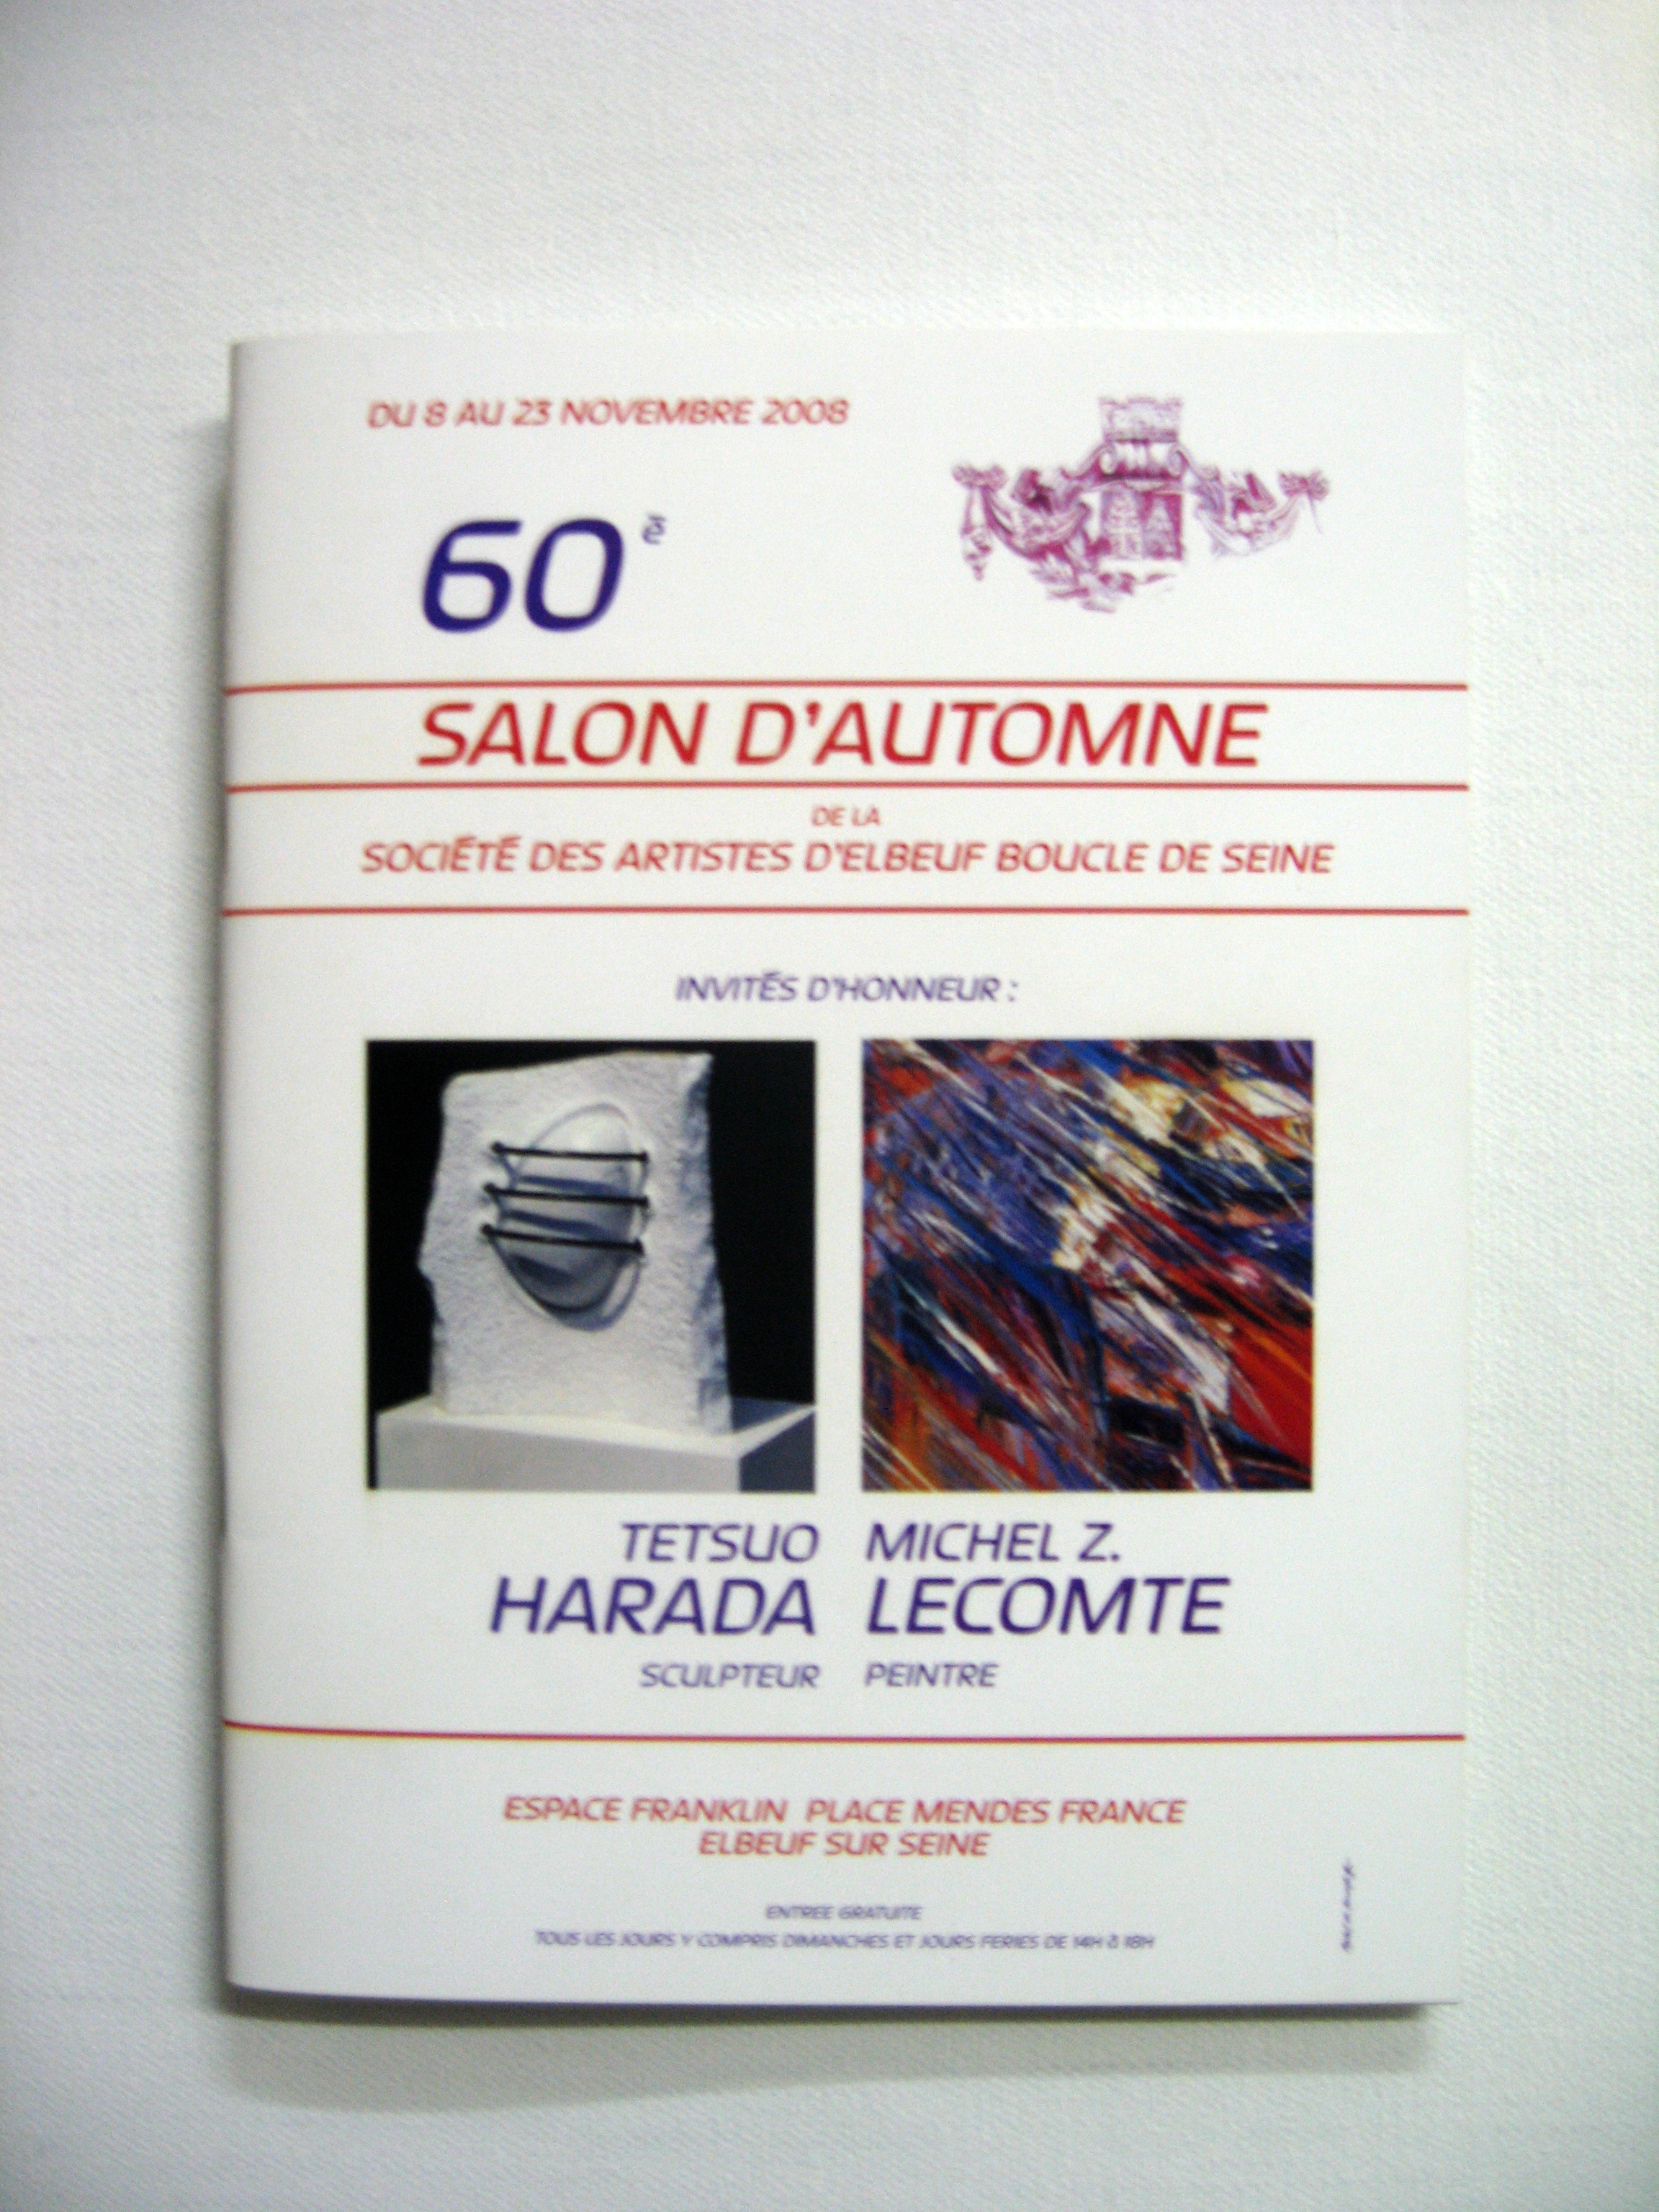 DU 8 AU 23 NOVEMBRE 2008
60è
SALON D'AUTOMNE
DE LA
SOCIÉTÉ DES ARTISTES D'ELBEUF BOUCLE DE SEINE
INVITÉS D'HONNEUR :
TETSUO
HARADA
SCULPTEUR
MICHEL Z.
LECOMTE
PEINTRE
ESPACE FRANKLIN PLACE MENDES FRANCE
ELBEUF SUR SEINE
ENTREE GRATUITE
TOUS LES JOURS Y COMPRIS DIMANCHES ET JOURS FERIES DE 14H à 18H